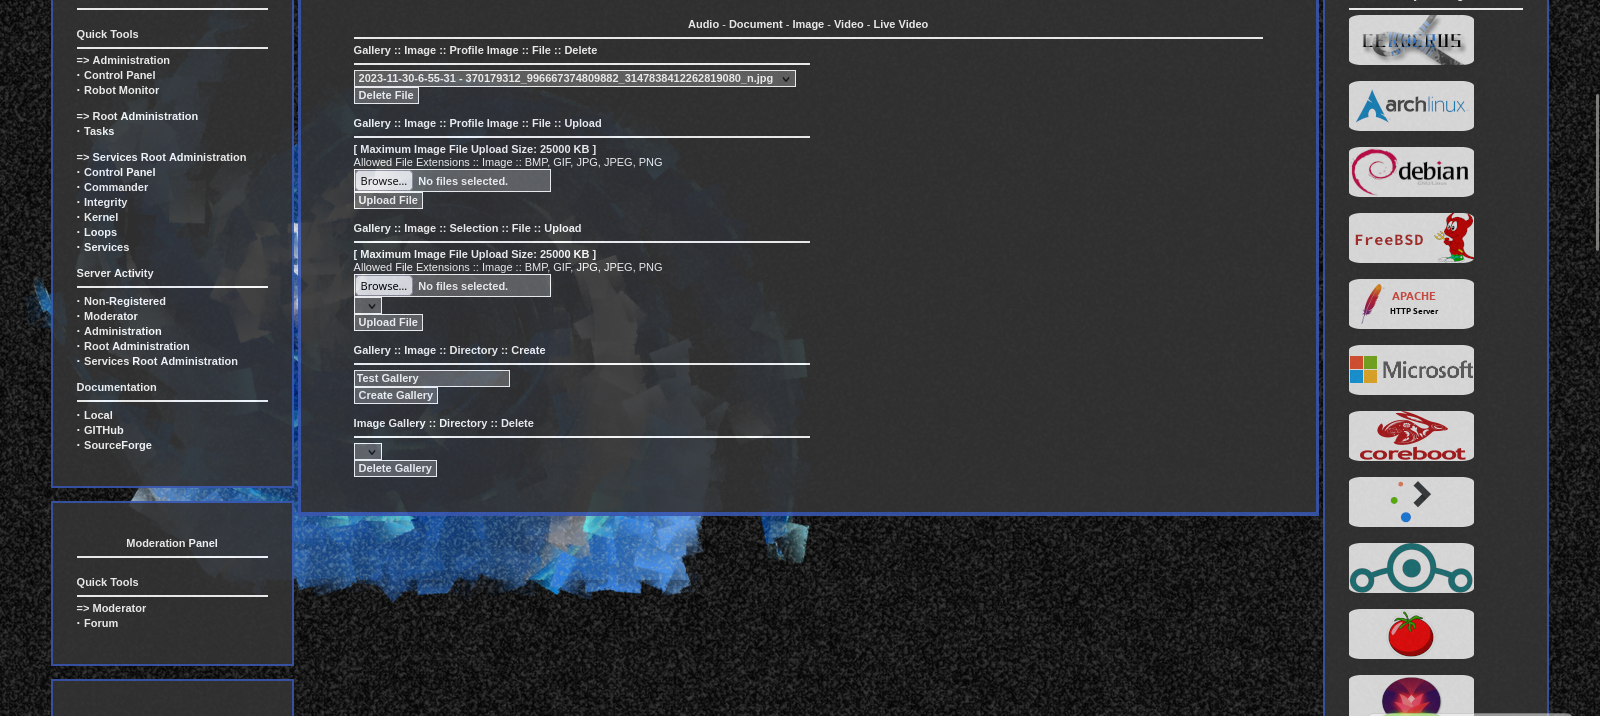 Quick Tools
=> Administration
· Control Panel
· Robot Monitor
=> Root Administration
· Tasks
=> Services Root Administration
· Control Panel
· Commander
· Integrity
· Kernel
· Loops
· Services
Server Activity
· Non-Registered
· Moderator
· Administration
· Root Administration
· Services Root Administration
Documentation
· Local
· GITHub
· SourceForge
Moderation Panel
Quick Tools
=> Moderator
· Forum
Audio - Document - Image - Video - Live Video
Gallery :: Image :: Profile Image :: File :: Delete
2023-11-30-6-55-31 - 370179312_996667374809882_3147838412262819080_n.jpg
Delete File
Gallery :: Image :: Profile Image :: File :: Upload
[ Maximum Image File Upload Size: 25000 KB ]
Allowed File Extensions :: Image :: BMP, GIF, JPG, JPEG, PNG
Browse... No files selected.
Upload File
Gallery :: Image :: Selection :: File :: Upload
[ Maximum Image File Upload Size: 25000 KB ]
Allowed File Extensions :: Image :: BMP, GIF, JPG, JPEG, PNG
Browse... No files selected.
Upload File
Gallery :: Image :: Directory :: Create
Test Gallery
Create Gallery
Image Gallery :: Directory :: Delete
Delete Gallery
CERBERUS
archlinux
debian
FreeBSD
APACHE
HTTP Server
Microsoft
coreboot